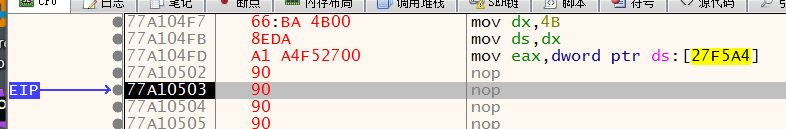 CPU 日志 笔记 断点 内存布局 调用堆栈 SEH链 脚本 符号 源代码
77A104F7 66:BA 4B00 mov dx,4B
77A104FB 8EDA mov ds,dx
77A104FD A1 A4F52700 mov eax,dword ptr ds:[27F5A4]
77A10502 90 nop
EIP 77A10503 90 nop
77A10504 90 nop
77A10505 90 nop